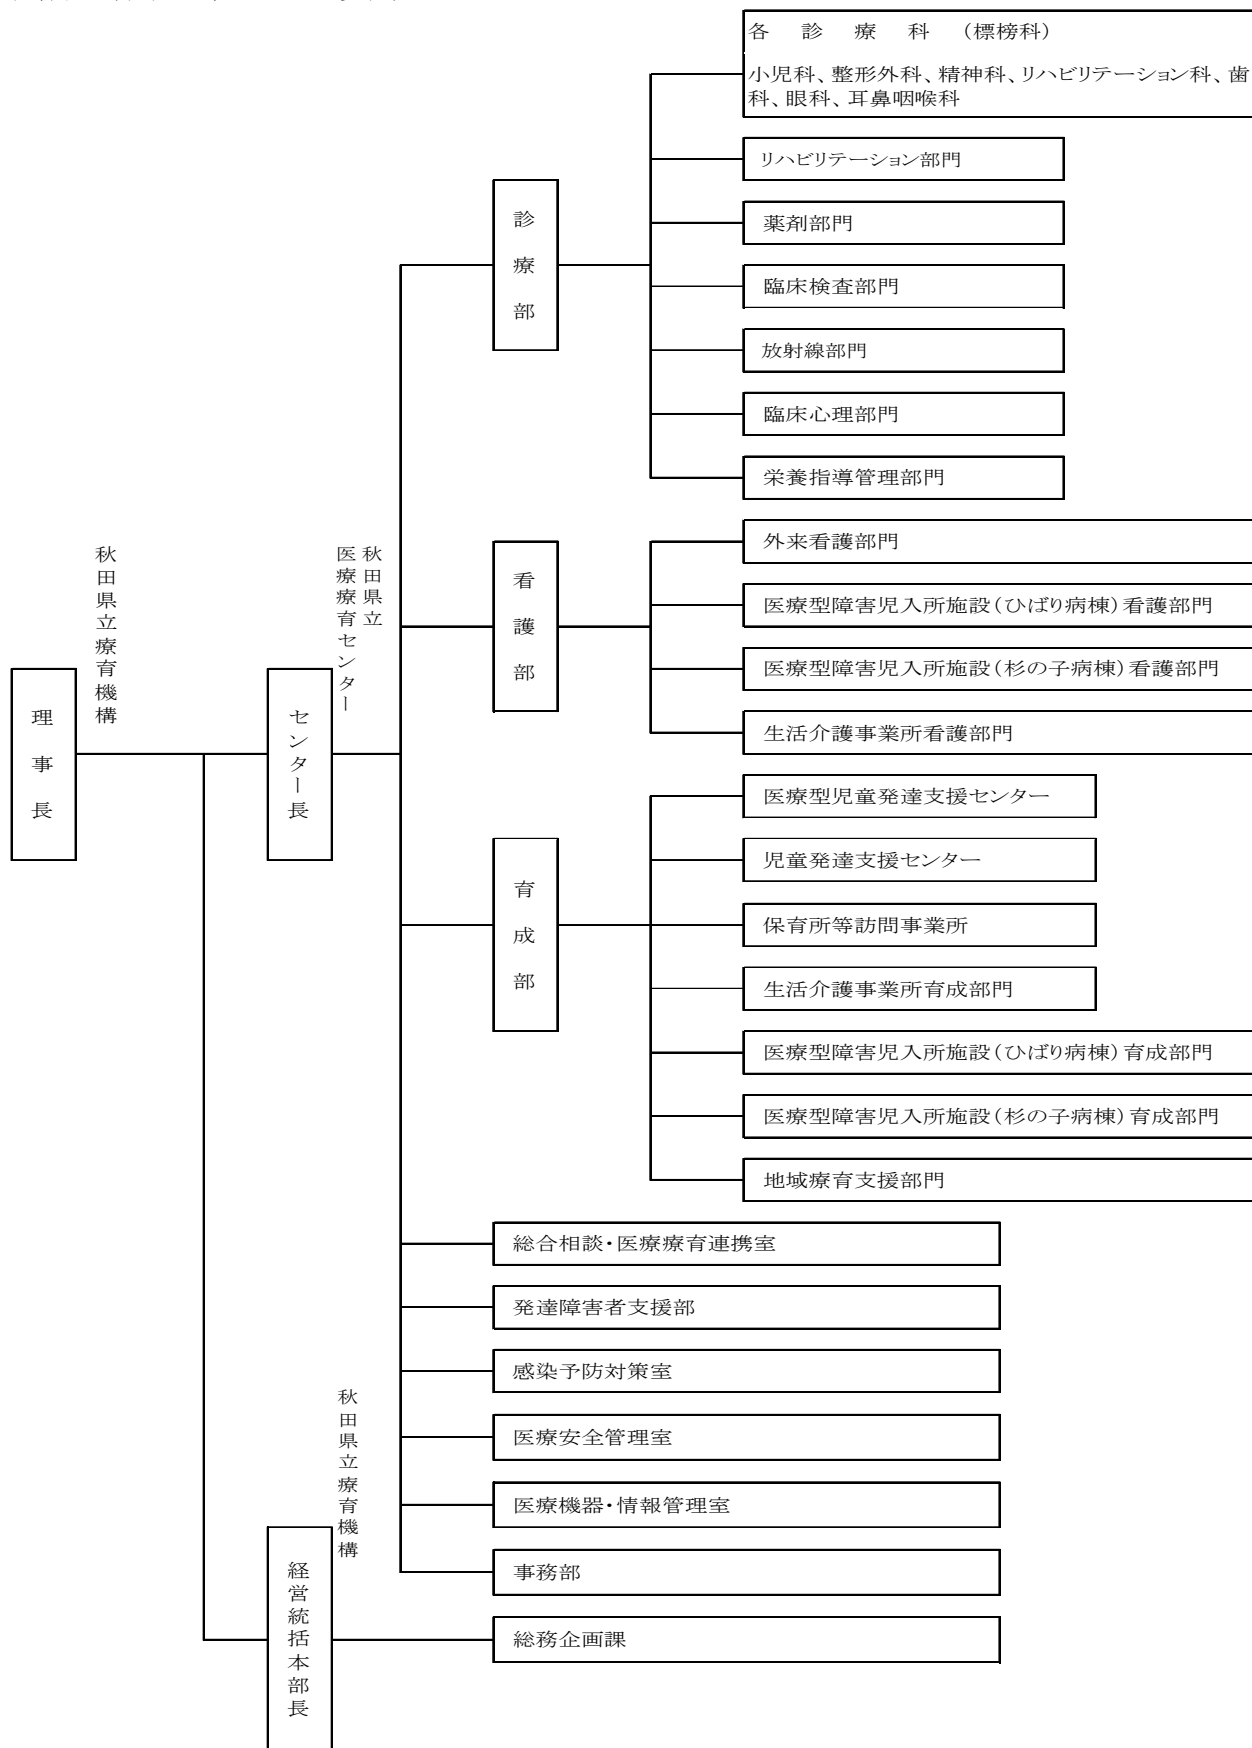 各 診 療 科 （標榜科）
小児科、整形外科、精神科、リハビリテーション科、歯
科、眼科、耳鼻咽喉科
リハビリテーション部門
薬剤部門
臨床検査部門
放射線部門
臨床心理部門
栄養指導管理部門
診療部
外来看護部門
医療型障害児入所施設（ひばり病棟）看護部門
医療型障害児入所施設（杉の子病棟）看護部門
生活介護事業所看護部門
看護部
秋田県立療育機構
秋田県立
医療療育センター
理事長
センター長
医療型児童発達支援センター
児童発達支援センター
保育所等訪問事業所
生活介護事業所育成部門
医療型障害児入所施設（ひばり病棟）育成部門
医療型障害児入所施設（杉の子病棟）育成部門
地域療育支援部門
育成部
総合相談・医療療育連携室
発達障害者支援部
感染予防対策室
医療安全管理室
医療機器・情報管理室
事務部
秋田県立療育機構
経営統括本部長
総務企画課